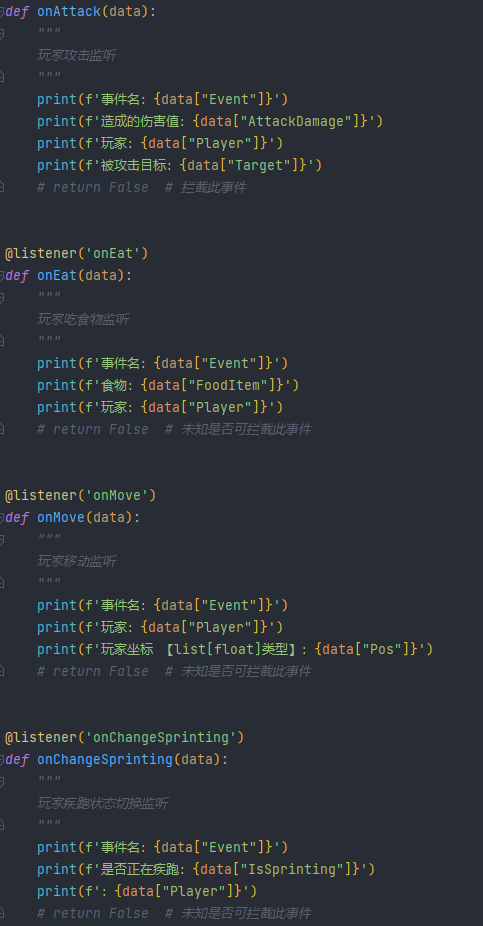 def onAttack(data):
    """
    玩家攻击监听
    """
    print(f'事件名: {data["Event"]}')
    print(f'造成的伤害值: {data["AttackDamage"]}')
    print(f'玩家: {data["Player"]}')
    print(f'被攻击目标: {data["Target"]}')
    # return False  # 拦截此事件
@listener('onEat')
def onEat(data):
    """
    玩家吃食物监听
    """
    print(f'事件名: {data["Event"]}')
    print(f'食物: {data["FoodItem"]}')
    print(f'玩家: {data["Player"]}')
    # return False  # 未知是否可拦截此事件
@listener('onMove')
def onMove(data):
    """
    玩家移动监听
    """
    print(f'事件名: {data["Event"]}')
    print(f'玩家: {data["Player"]}')
    print(f'玩家坐标 【list[float]类型】: {data["Pos"]}')
    # return False  # 未知是否可拦截此事件
@listener('onChangeSprinting')
def onChangeSprinting(data):
    """
    玩家疾跑状态切换监听
    """
    print(f'事件名: {data["Event"]}')
    print(f'是否正在疾跑: {data["IsSprinting"]}')
    print(f': {data["Player"]}')
    # return False  # 未知是否可拦截此事件